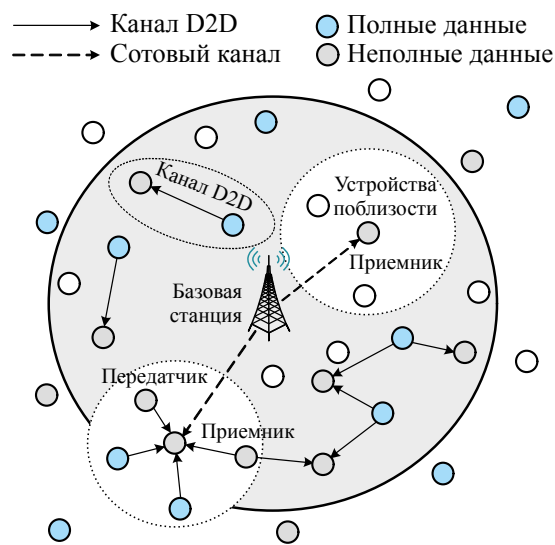 Канал D2D
Полные данные
Сотовый канал
Неполные данные
Канал D2D
Устройства
поблизости
Приемник
Базовая
станция
Передатчик
Приемник